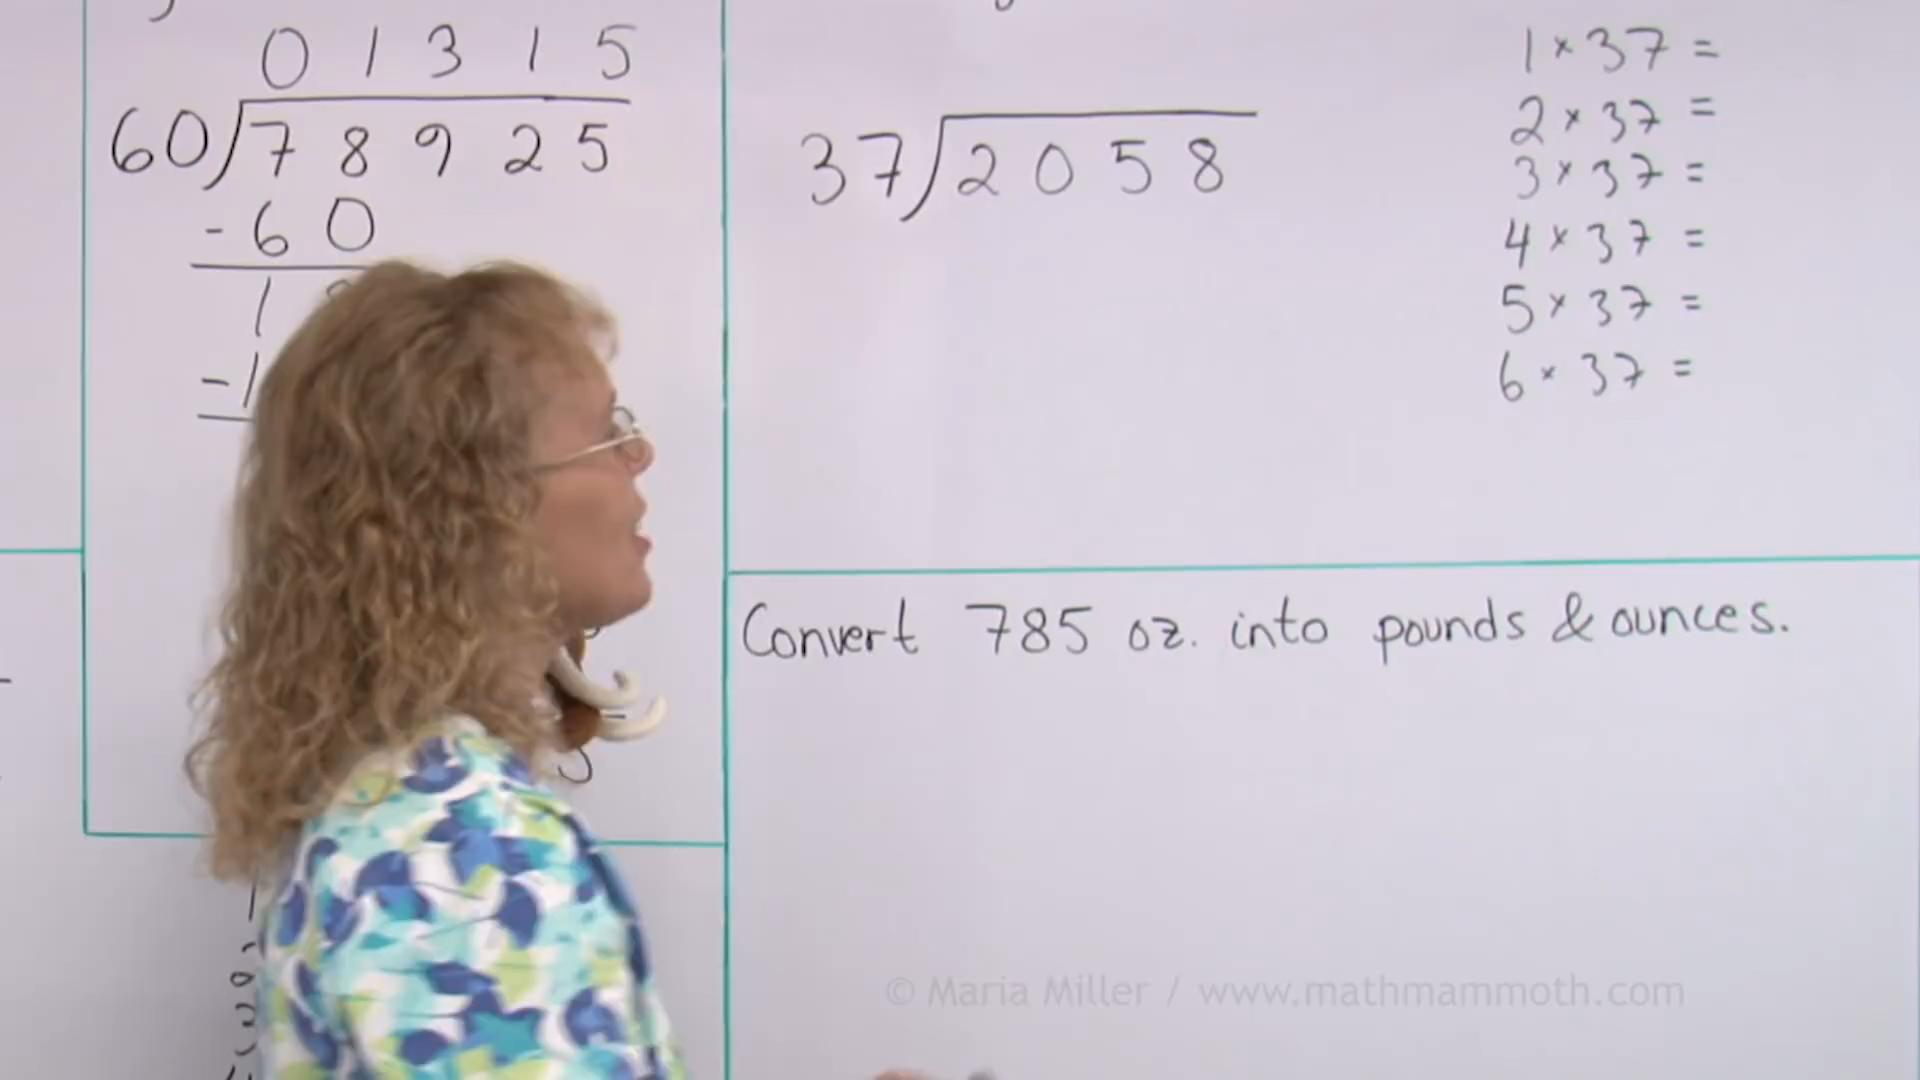 0 1 3 1 5
60)7 8 9 2 5
- 6 0
1
-1
37)2 0 5 8
1 × 37 =
2 × 37 =
3 × 37 =
4 × 37 =
5 × 37 =
6 × 37 =
Convert 785 oz. into pounds & ounces.
© Maria Miller / www.mathmammoth.com